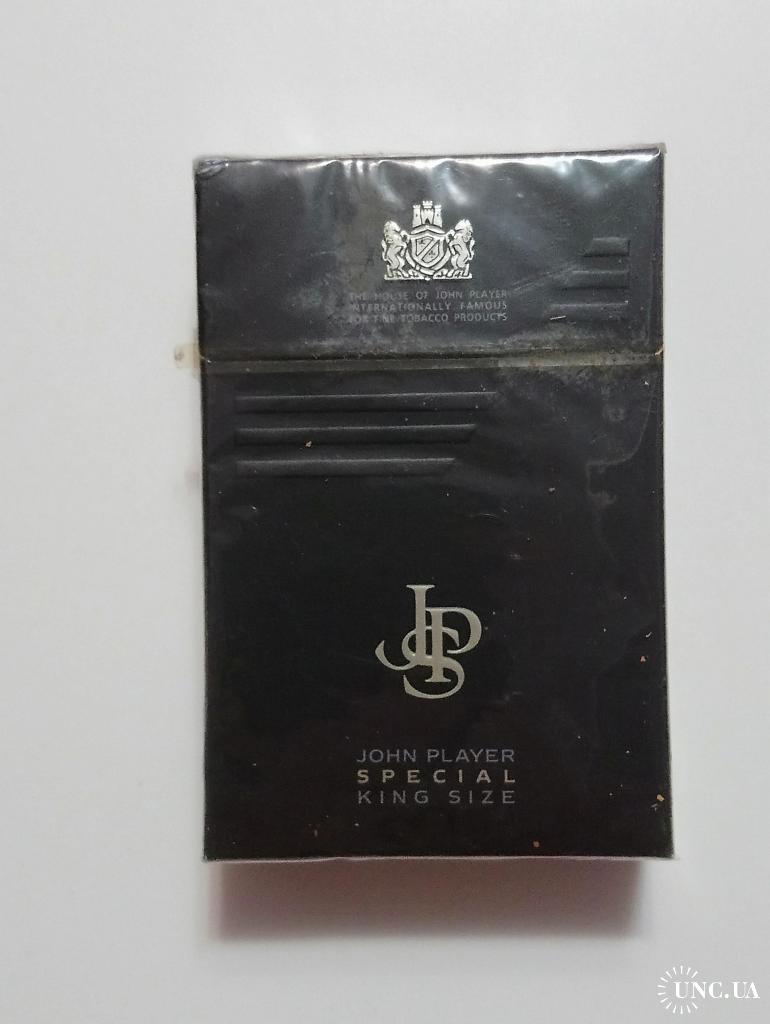 THE HOUSE OF JOHN PLAYER
INTERNATIONALLY FAMOUS
FOR FINE TOBACCO PRODUCTS
JPS
JOHN PLAYER
SPECIAL
KING SIZE
UNC.UA